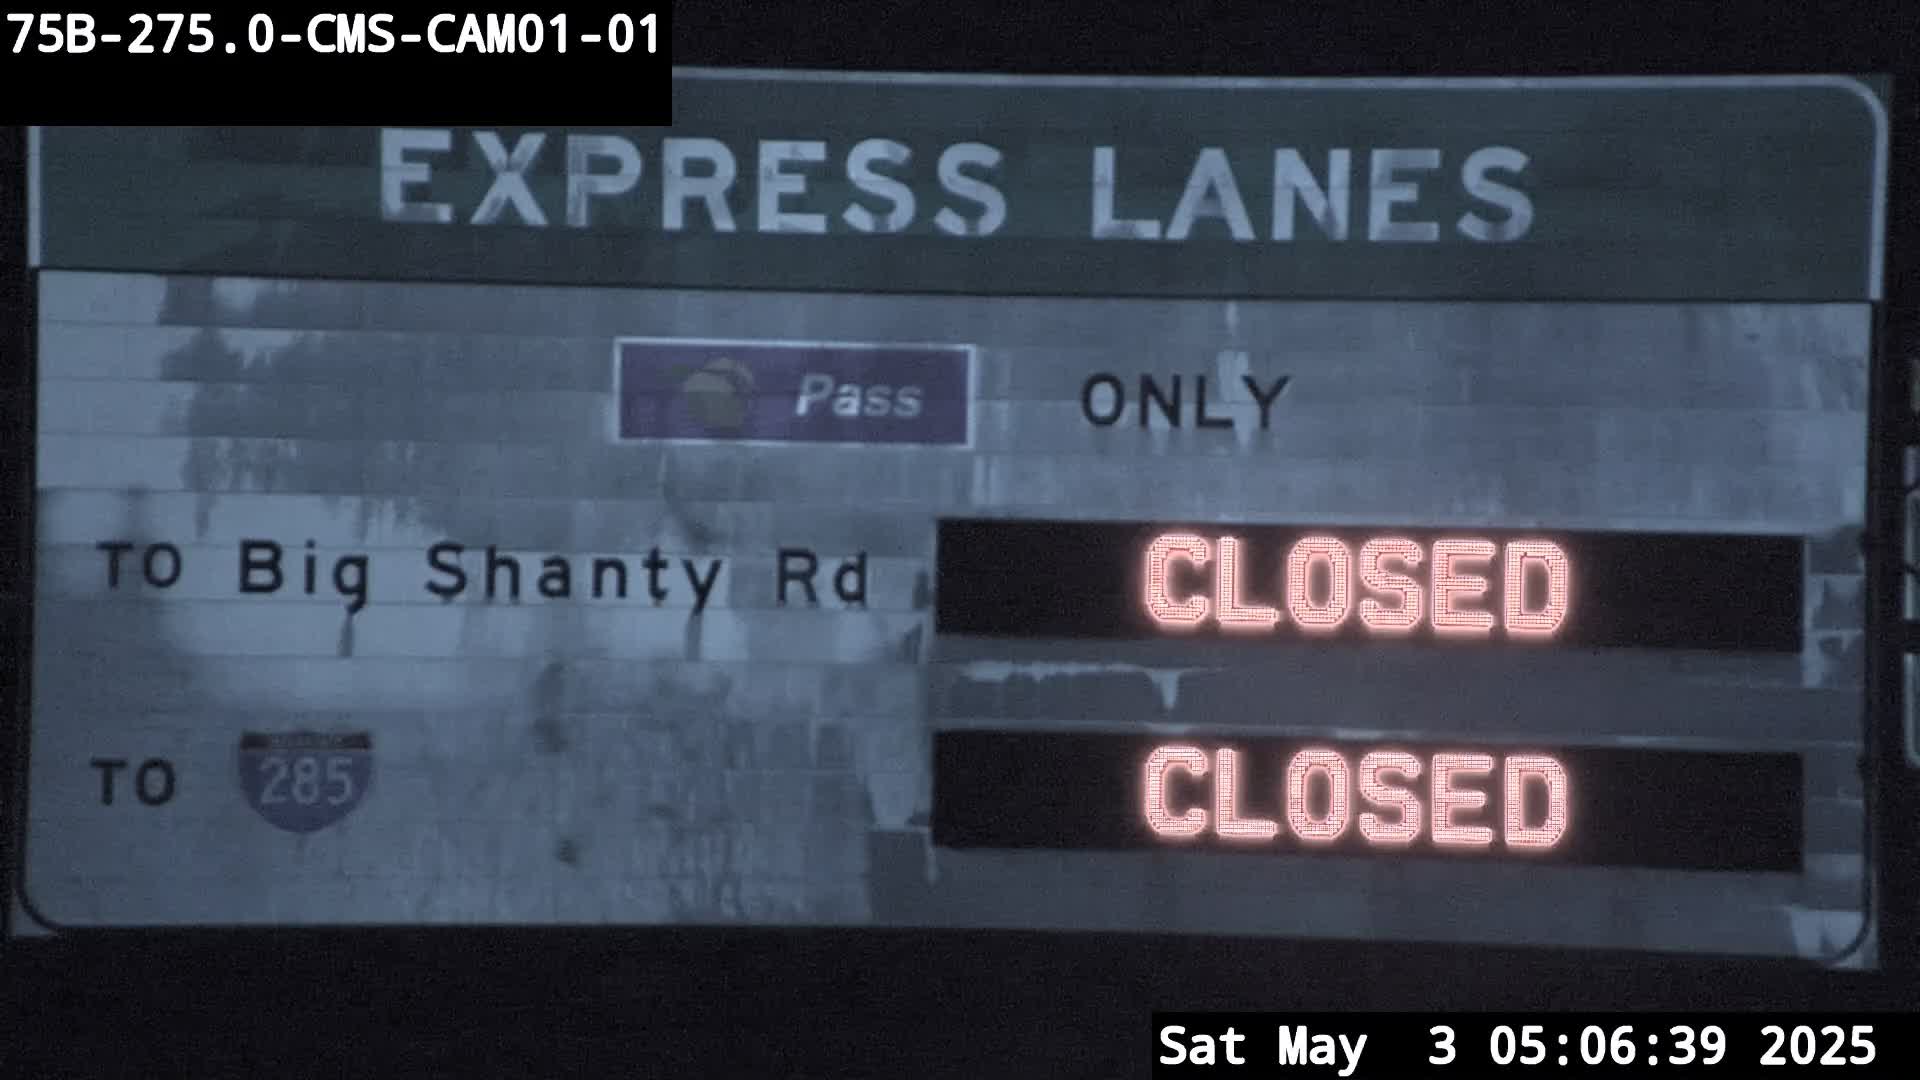 75B-275.0-CMS-CAM01-01
EXPRESS LANES
Pass ONLY
TO Big Shanty Rd CLOSED
TO 285 CLOSED
Sat May 3 05:06:39 2025